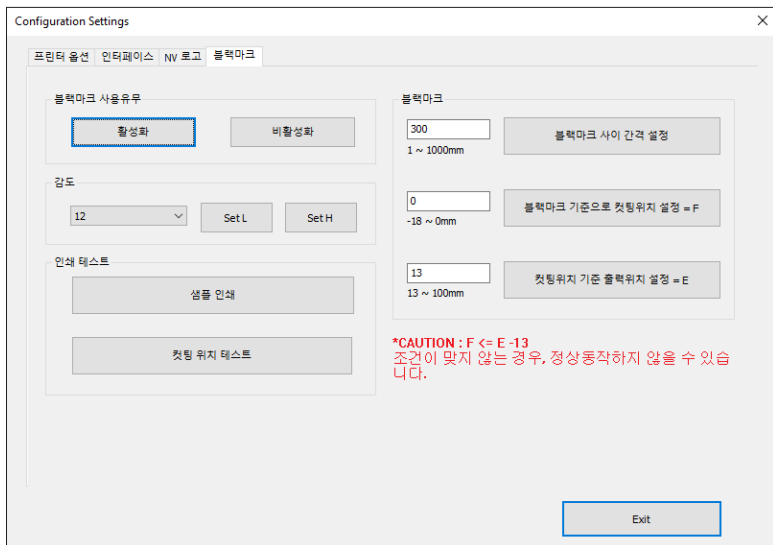 Configuration Settings
프린터 옵션 인터페이스 NV 로고 블랙마크
블랙마크 사용유무
활성화 비활성화
감도
12 Set L Set H
인쇄 테스트
샘플 인쇄
컷팅 위치 테스트
블랙마크
300
1 ~ 1000mm
블랙마크 사이 간격 설정
0
-18 ~ 0mm
블랙마크 기준으로 컷팅위치 설정 = F
13
13 ~ 100mm
컷팅위치 기준 출력위치 설정 = E
*CAUTION : F <= E -13
조건이 맞지 않는 경우, 정상동작하지 않을 수 있습
니다.
Exit